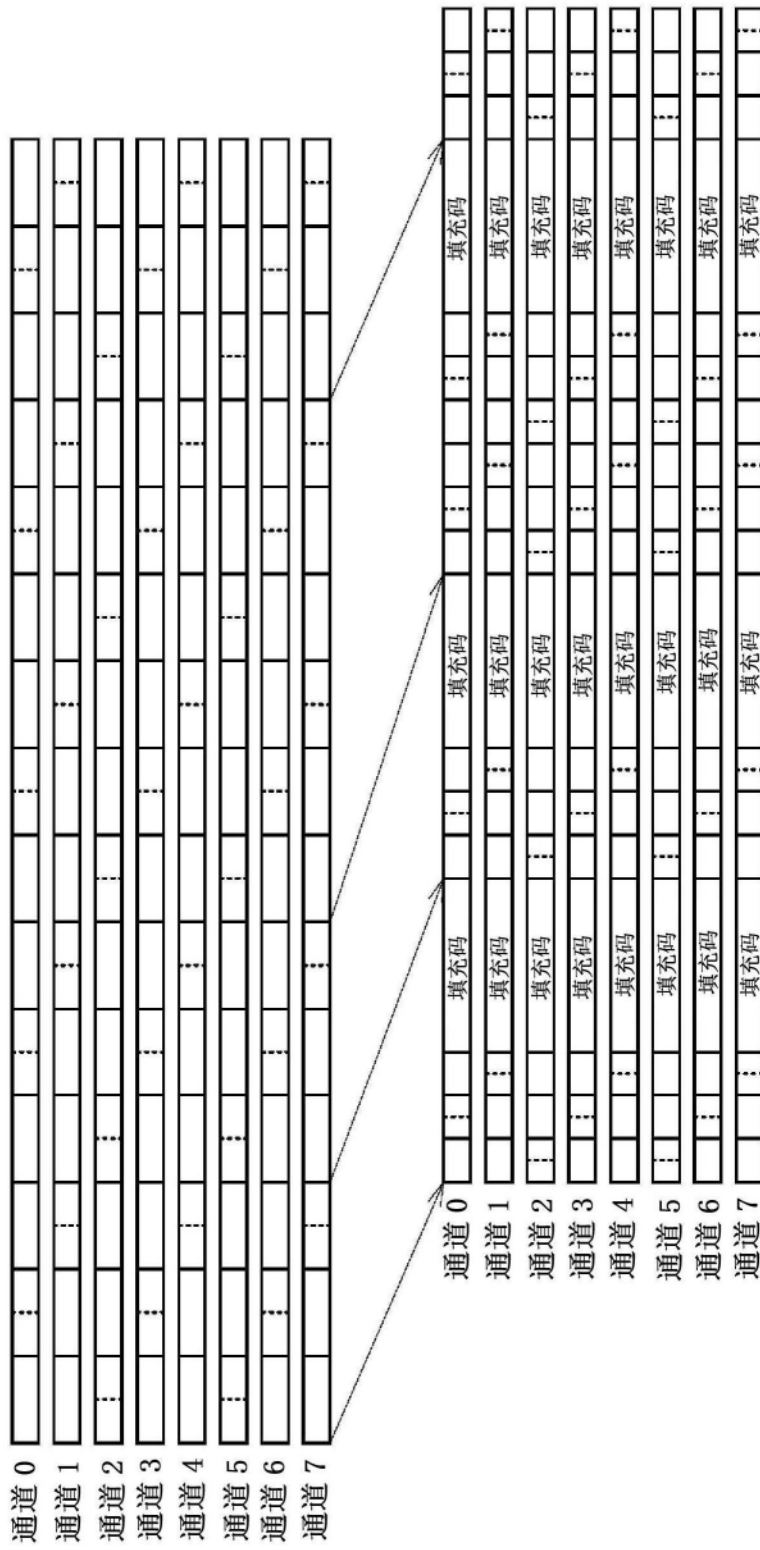 通道 0
通道 1
通道 2
通道 3
通道 4
通道 5
通道 6
通道 7
通道 0 填充码 填充码 填充码
通道 1 填充码 填充码 填充码
通道 2 填充码 填充码 填充码
通道 3 填充码 填充码 填充码
通道 4 填充码 填充码 填充码
通道 5 填充码 填充码 填充码
通道 6 填充码 填充码 填充码
通道 7 填充码 填充码 填充码